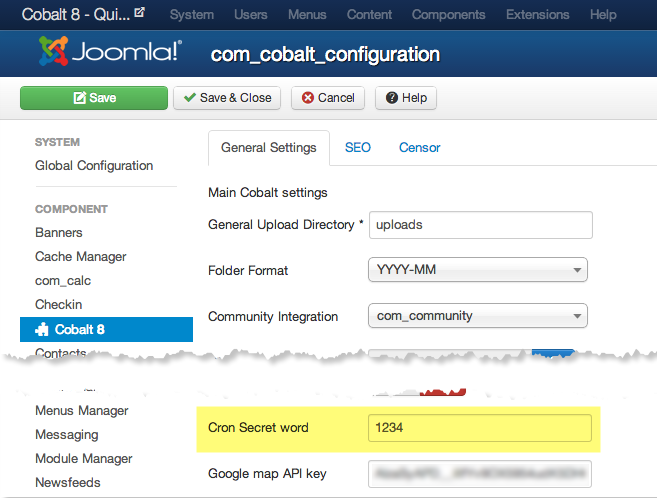 Cobalt 8 - Qui... System Users Menus Content Components Extensions Help
Joomla!® com_cobalt_configuration
Save Save & Close Cancel Help
SYSTEM
Global Configuration
COMPONENT
Banners
Cache Manager
com_calc
Checkin
Cobalt 8
Contacts
Menus Manager
Messaging
Module Manager
Newsfeeds
General Settings SEO Censor
Main Cobalt settings
General Upload Directory * uploads
Folder Format YYYY-MM
Community Integration com_community
Cron Secret word 1234
Google map API key